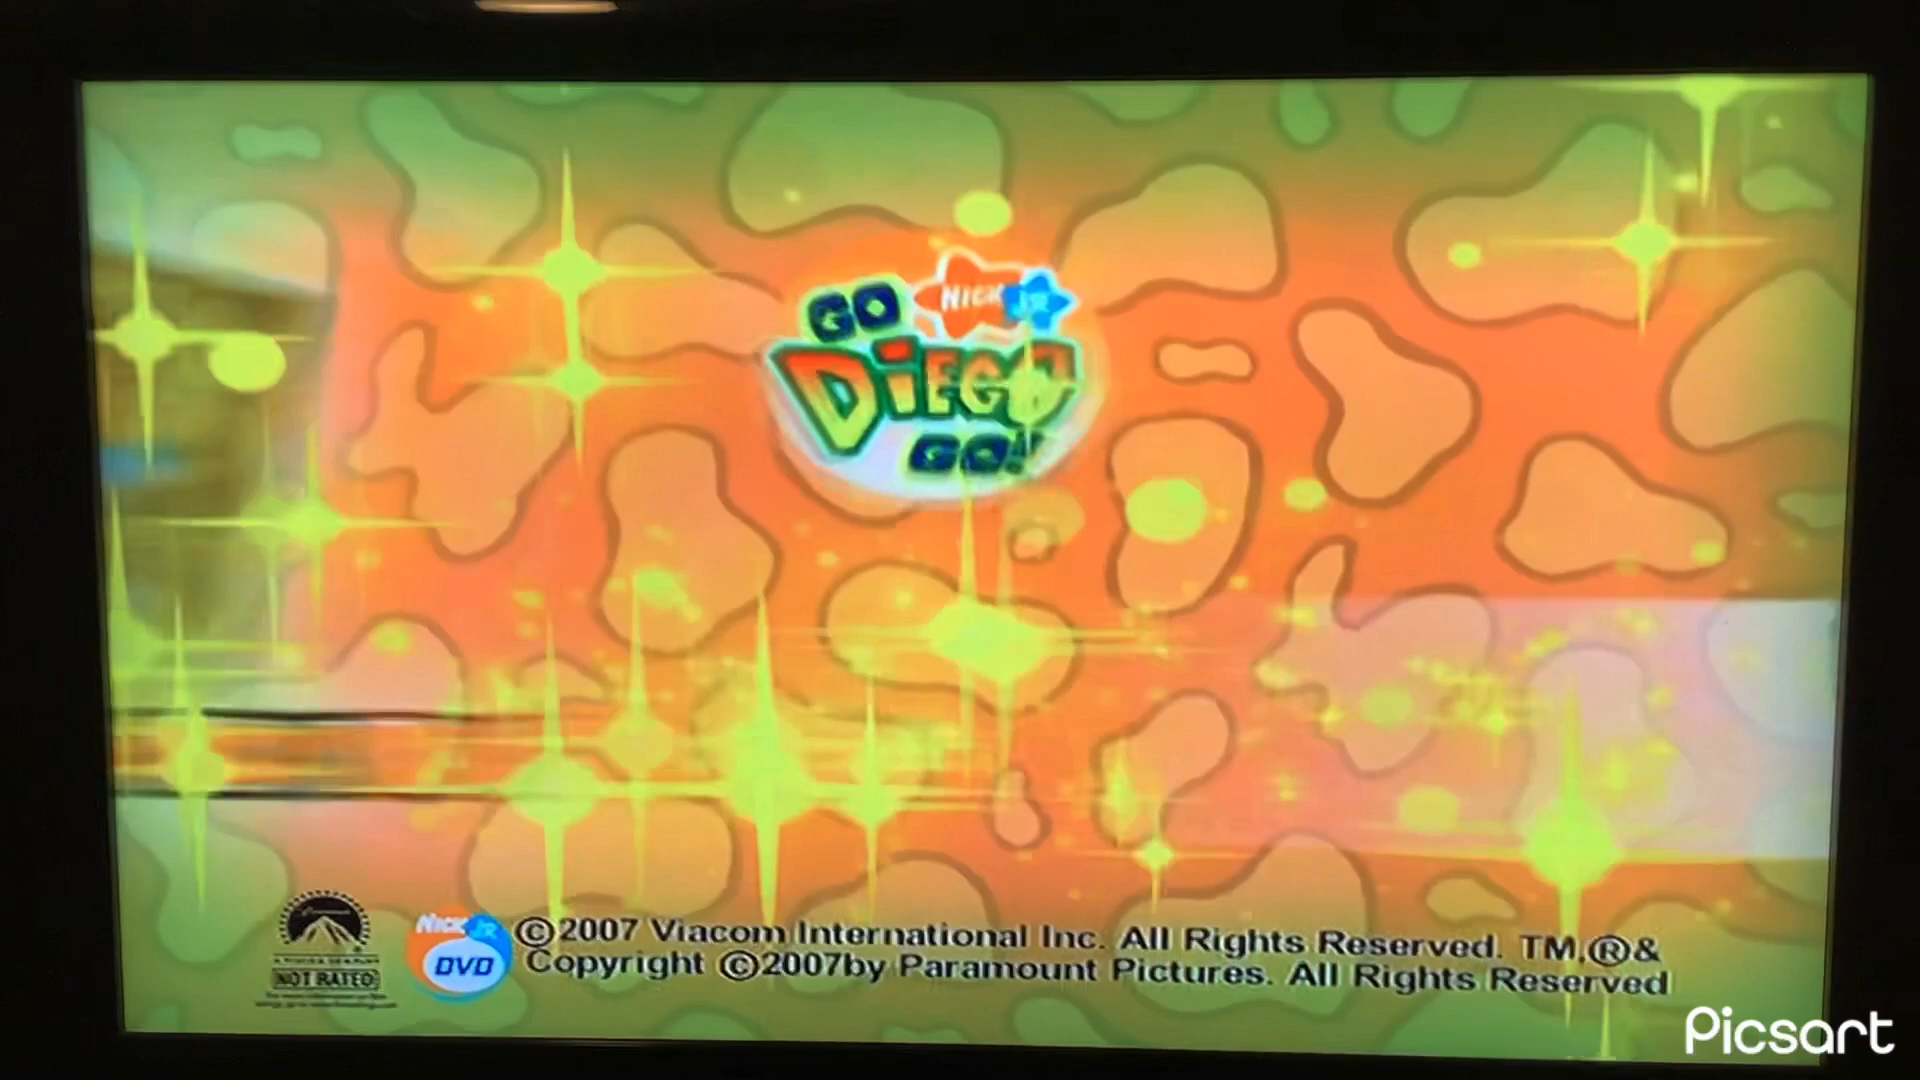 GO
NICK JR
DiEGO
GO!!
NICK JR
DVD
©2007 Viacom International Inc. All Rights Reserved. TM,®&
Copyright ©2007by Paramount Pictures. All Rights Reserved
Paramount
NOT RATED
Picsart